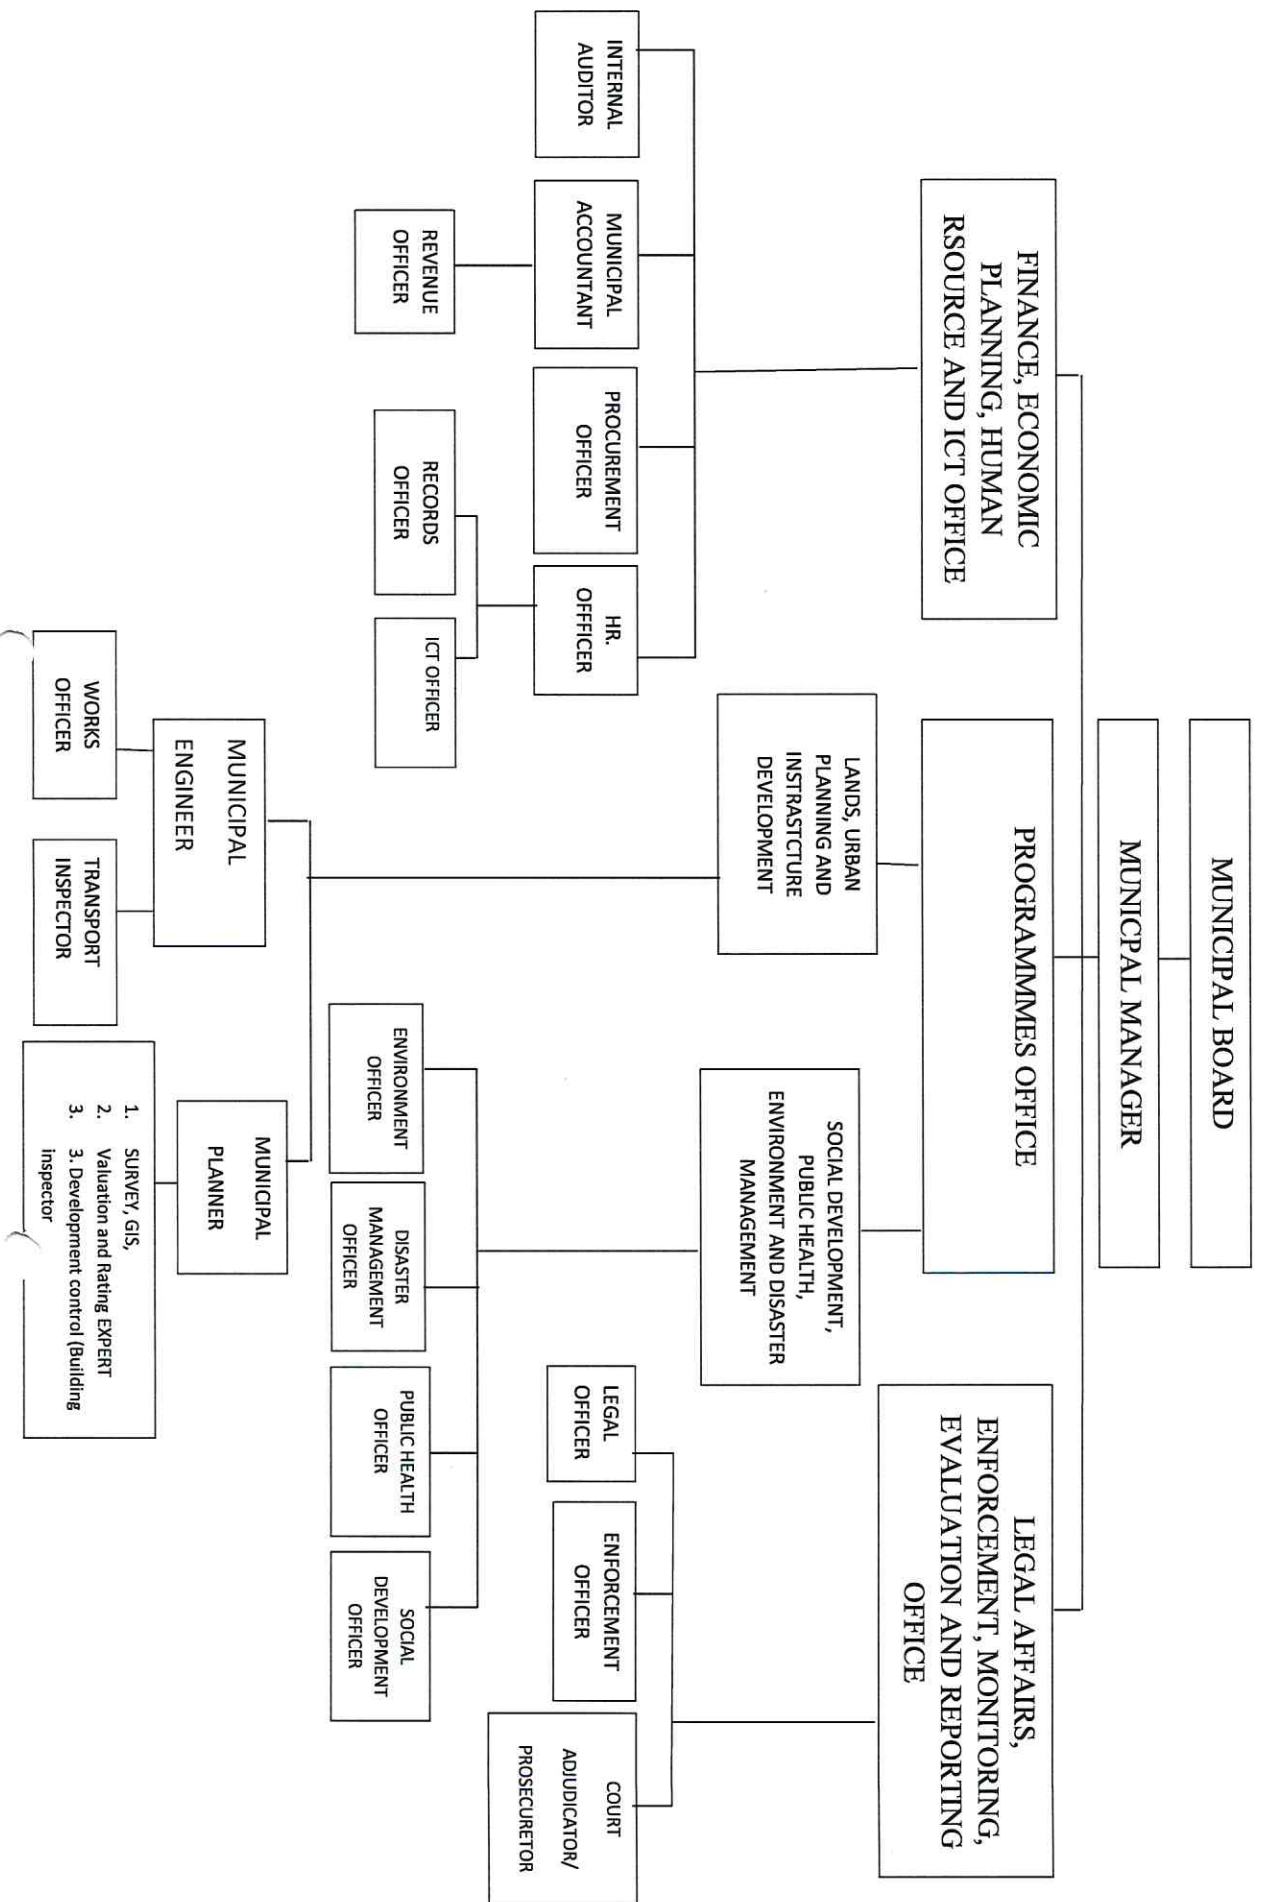 MUNICIPAL BOARD
MUNICPAL MANAGER
FINANCE, ECONOMIC
PLANNING, HUMAN
RSOURCE AND ICT OFFICE
PROGRAMMMES OFFICE
LEGAL AFFAIRS,
ENFORCEMENT, MONITORING,
EVALUATION AND REPORTING
OFFICE
LANDS, URBAN
PLANNING AND
INSTRASTCTURE
DEVELOPMENT
SOCIAL DEVELOPMENT,
PUBLIC HEALTH,
ENVIRONMENT AND DISASTER
MANAGEMENT
INTERNAL
AUDITOR
MUNICIPAL
ACCOUNTANT
PROCUREMENT
OFFICER
HR.
OFFFICER
LEGAL
OFFICER
ENFORCEMENT
OFFICER
COURT
ADJUDICATOR/
PROSECURETOR
REVENUE
OFFICER
RECORDS
OFFICER
ICT OFFICER
ENVIRONMENT
OFFICER
DISASTER
MANAGEMENT
OFFICER
PUBLIC HEALTH
OFFICER
SOCIAL
DEVELOPMENT
OFFICER
MUNICIPAL
ENGINEER
MUNICIPAL
PLANNER
WORKS
OFFICER
TRANSPORT
INSPECTOR
1. SURVEY, GIS,
2. Valuation and Rating EXPERT
3. 3. Development control (Building
inspector